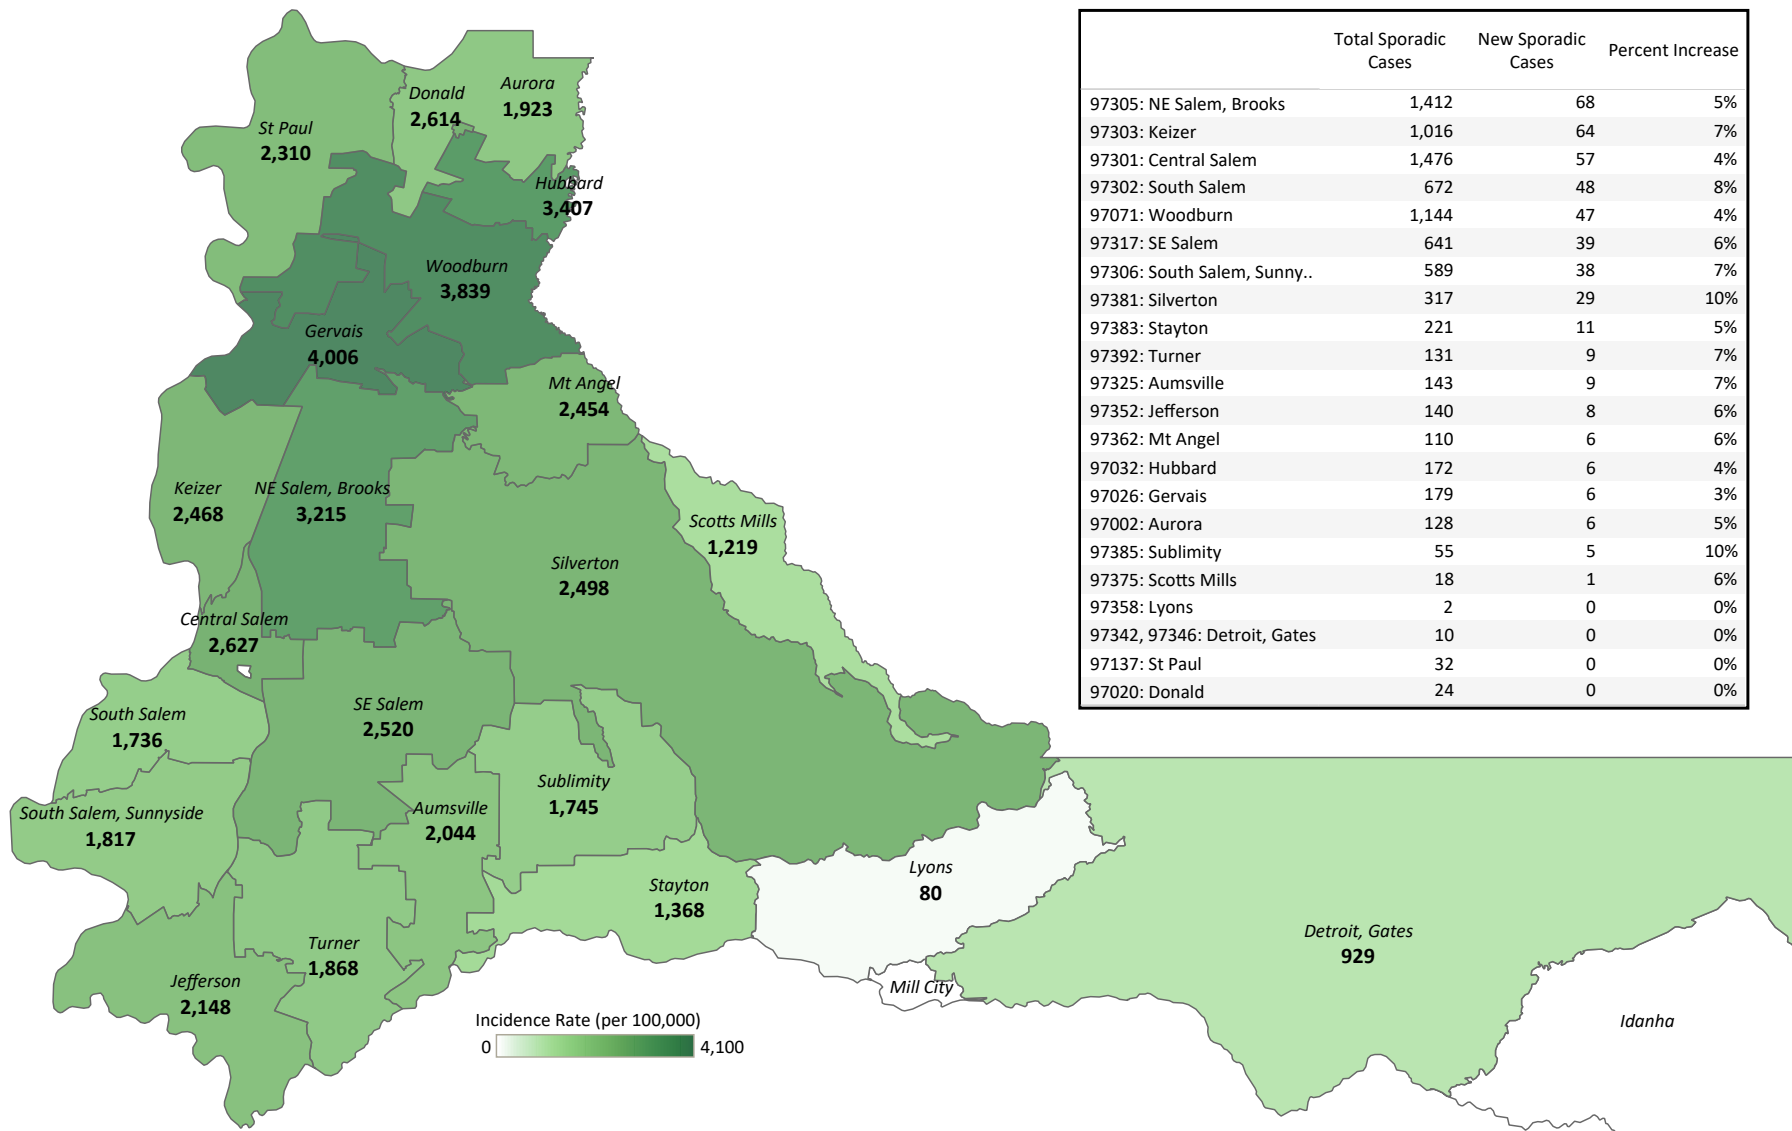 Aurora
1,923
Donald
2,614
St Paul
2,310
Hubbard
3,407
Woodburn
3,839
Gervais
4,006
Mt Angel
2,454
Keizer
2,468
NE Salem, Brooks
3,215
Scotts Mills
1,219
Silverton
2,498
Central Salem
2,627
South Salem
1,736
SE Salem
2,520
Sublimity
1,745
South Salem, Sunnyside
1,817
Aumsville
2,044
Lyons
80
Stayton
1,368
Detroit, Gates
929
Turner
1,868
Jefferson
2,148
Mill City
Idanha
Incidence Rate (per 100,000)
0 4,100
Total Sporadic Cases New Sporadic Cases Percent Increase
97305: NE Salem, Brooks 1,412 68 5%
97303: Keizer 1,016 64 7%
97301: Central Salem 1,476 57 4%
97302: South Salem 672 48 8%
97071: Woodburn 1,144 47 4%
97317: SE Salem 641 39 6%
97306: South Salem, Sunny.. 589 38 7%
97381: Silverton 317 29 10%
97383: Stayton 221 11 5%
97392: Turner 131 9 7%
97325: Aumsville 143 9 7%
97352: Jefferson 140 8 6%
97362: Mt Angel 110 6 6%
97032: Hubbard 172 6 4%
97026: Gervais 179 6 3%
97002: Aurora 128 6 5%
97385: Sublimity 55 5 10%
97375: Scotts Mills 18 1 6%
97358: Lyons 2 0 0%
97342, 97346: Detroit, Gates 10 0 0%
97137: St Paul 32 0 0%
97020: Donald 24 0 0%